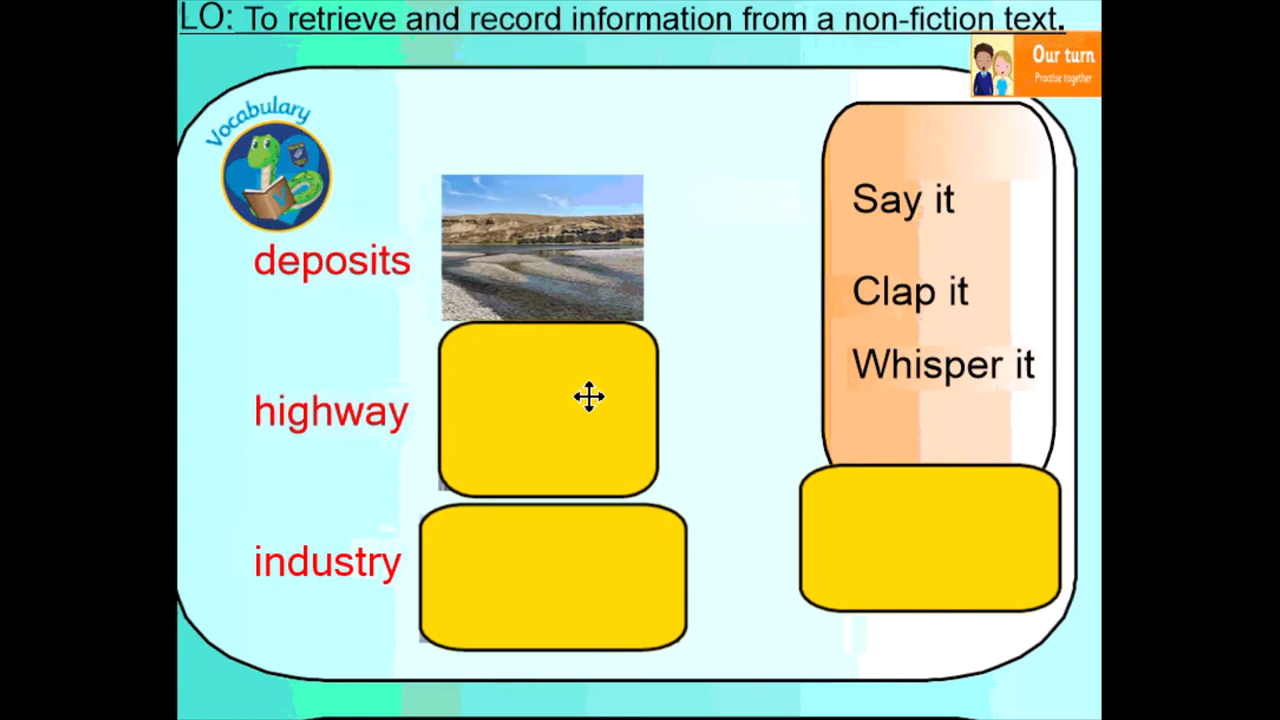 LO: To retrieve and record information from a non-fiction text.
Our turn
Practise together
Vocabulary
deposits
highway
industry
Say it
Clap it
Whisper it